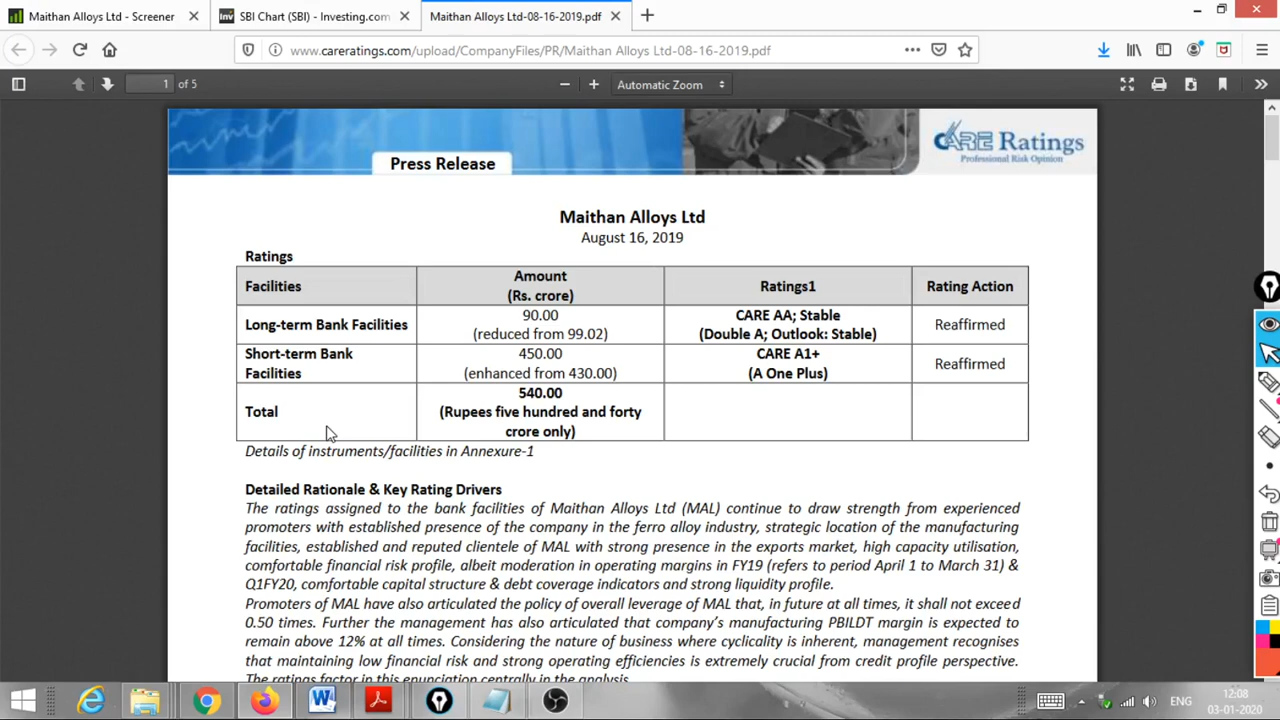 Maithan Alloys Ltd - Screener
Inv SBI Chart (SBI) - Investing.com
Maithan Alloys Ltd-08-16-2019.pdf
www.careratings.com/upload/CompanyFiles/PR/Maithan Alloys Ltd-08-16-2019.pdf
1 of 5
Automatic Zoom
Press Release
CARE Ratings
Professional Risk Opinion
Maithan Alloys Ltd
August 16, 2019
Ratings
Facilities
Amount
(Rs. crore)
Ratings1
Rating Action
Long-term Bank Facilities
90.00
(reduced from 99.02)
CARE AA; Stable
(Double A; Outlook: Stable)
Reaffirmed
Short-term Bank
Facilities
450.00
(enhanced from 430.00)
CARE A1+
(A One Plus)
Reaffirmed
Total
540.00
(Rupees five hundred and forty
crore only)
Details of instruments/facilities in Annexure-1
Detailed Rationale & Key Rating Drivers
The ratings assigned to the bank facilities of Maithan Alloys Ltd (MAL) continue to draw strength from experienced
promoters with established presence of the company in the ferro alloy industry, strategic location of the manufacturing
facilities, established and reputed clientele of MAL with strong presence in the exports market, high capacity utilisation,
comfortable financial risk profile, albeit moderation in operating margins in FY19 (refers to period April 1 to March 31) &
Q1FY20, comfortable capital structure & debt coverage indicators and strong liquidity profile.
Promoters of MAL have also articulated the policy of overall leverage of MAL that, in future at all times, it shall not exceed
0.50 times. Further the management has also articulated that company's manufacturing PBILDT margin is expected to
remain above 12% at all times. Considering the nature of business where cyclicality is inherent, management recognises
that maintaining low financial risk and strong operating efficiencies is extremely crucial from credit profile perspective.
The ratings factor in this enunciation centrally in the analysis.
ENG
12:08
03-01-2020